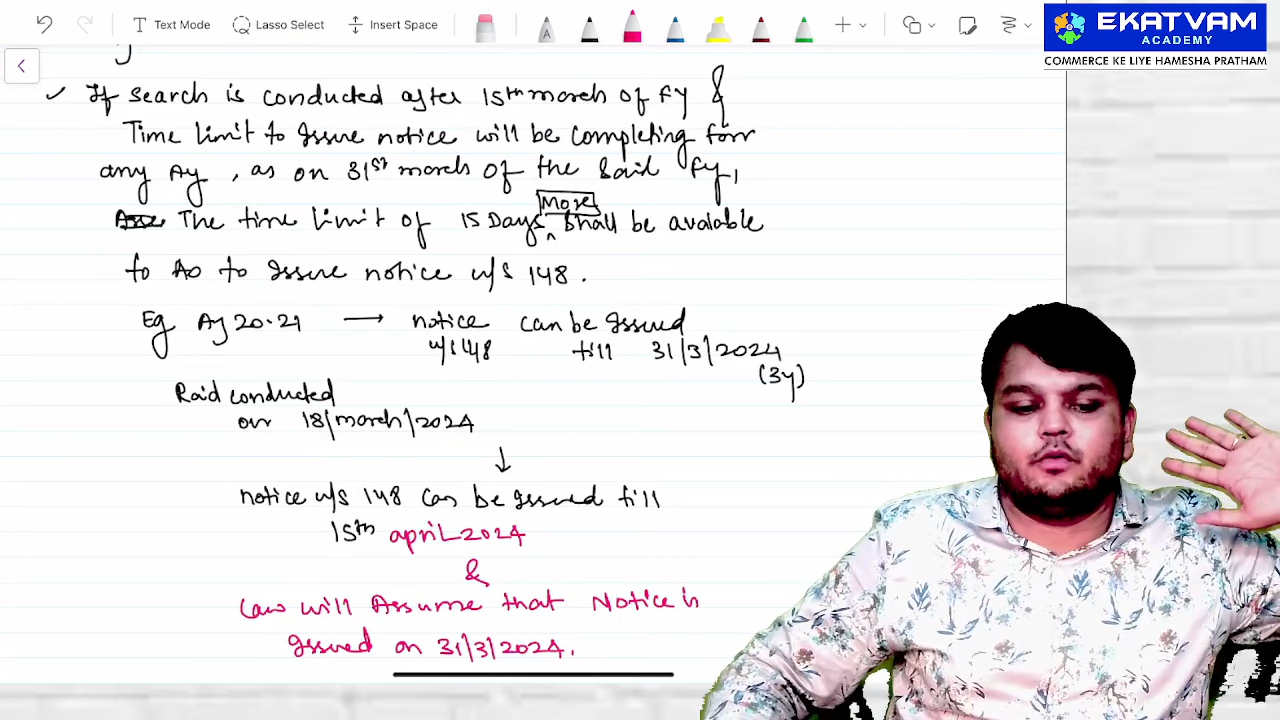 Text Mode Lasso Select Insert Space
EKATVAM
ACADEMY
COMMERCE KE LIYE HAMESHA PRATHAM
If search is conducted after 15th march of FY &
Time limit to Issue notice will be completing for
any Ay, as on 31st march of the said Fy,
More
The time limit of 15 Days ^ Shall be avaiable
to AO to Issue notice u/s 148.
Eg Ay 20-21 → notice can be Issued
u/s 148 till 31/3/2024
(3y)
Raid conducted
on 18/march/2024
↓
notice u/s 148 can be Issued till
15th april 2024
&
Law will Assume that Notice is
Issued on 31/3/2024.